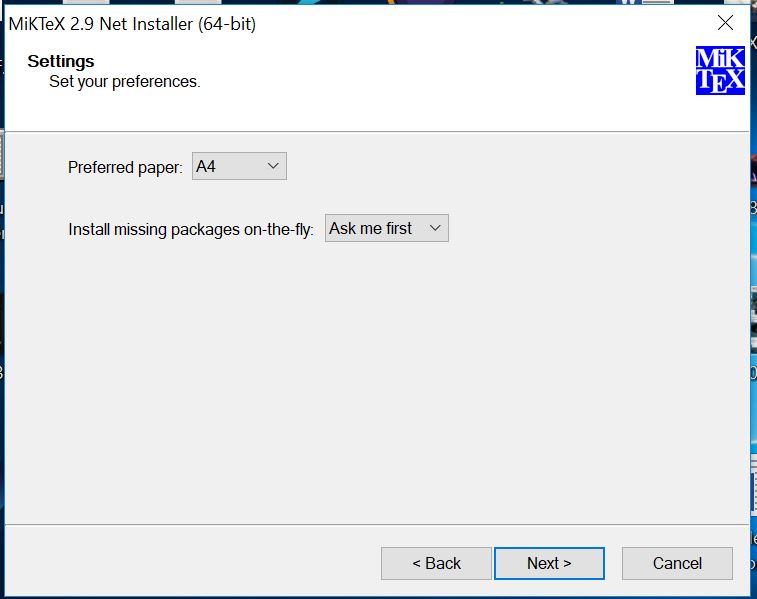 MiKTeX 2.9 Net Installer (64-bit)
Settings
Set your preferences.
MiK
TEX
Preferred paper: A4
Install missing packages on-the-fly: Ask me first
< Back Next > Cancel